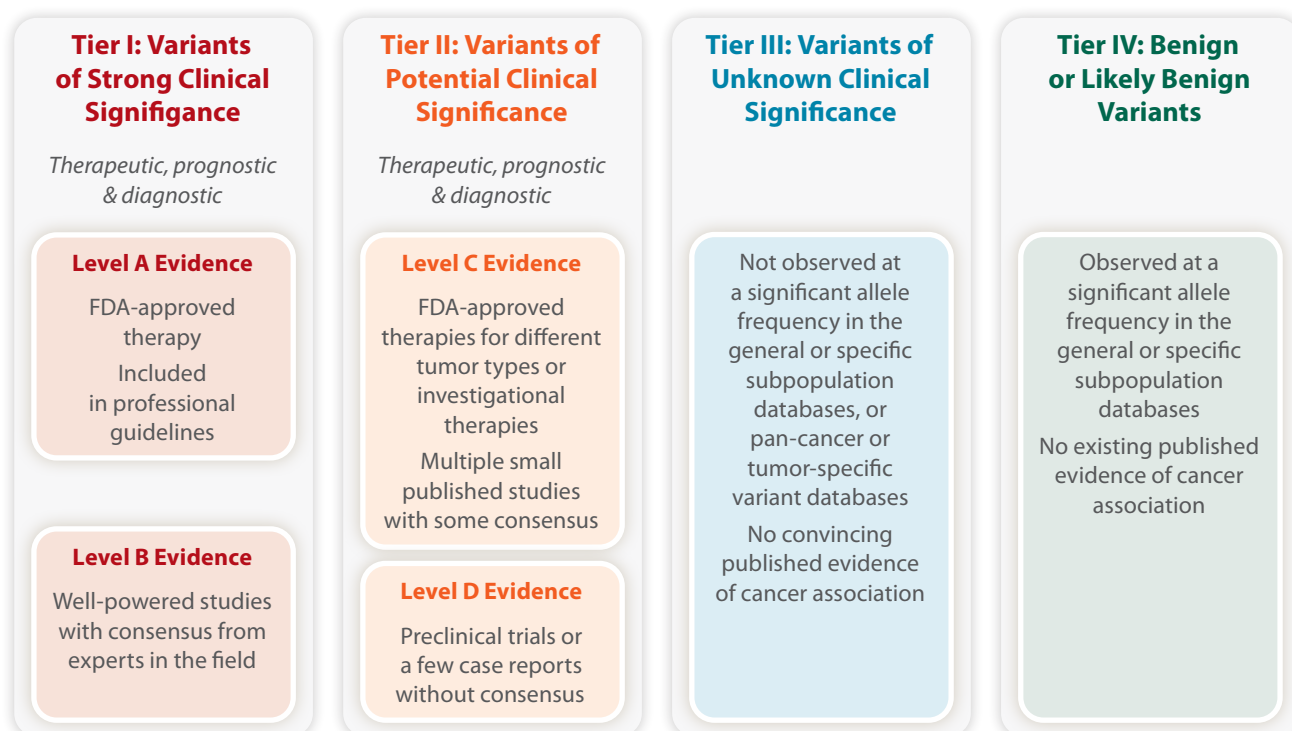 Tier I: Variants
of Strong Clinical
Signifigance
Therapeutic, prognostic
& diagnostic
Level A Evidence
FDA-approved
therapy
Included
in professional
guidelines
Level B Evidence
Well-powered studies
with consensus from
experts in the field
Tier II: Variants of
Potential Clinical
Significance
Therapeutic, prognostic
& diagnostic
Level C Evidence
FDA-approved
therapies for different
tumor types or
investigational
therapies
Multiple small
published studies
with some consensus
Level D Evidence
Preclinical trials or
a few case reports
without consensus
Tier III: Variants of
Unknown Clinical
Significance
Not observed at
a significant allele
frequency in the
general or specific
subpopulation
databases, or
pan-cancer or
tumor-specific
variant databases
No convincing
published evidence
of cancer association
Tier IV: Benign
or Likely Benign
Variants
Observed at a
significant allele
frequency in the
general or specific
subpopulation
databases
No existing published
evidence of cancer
association